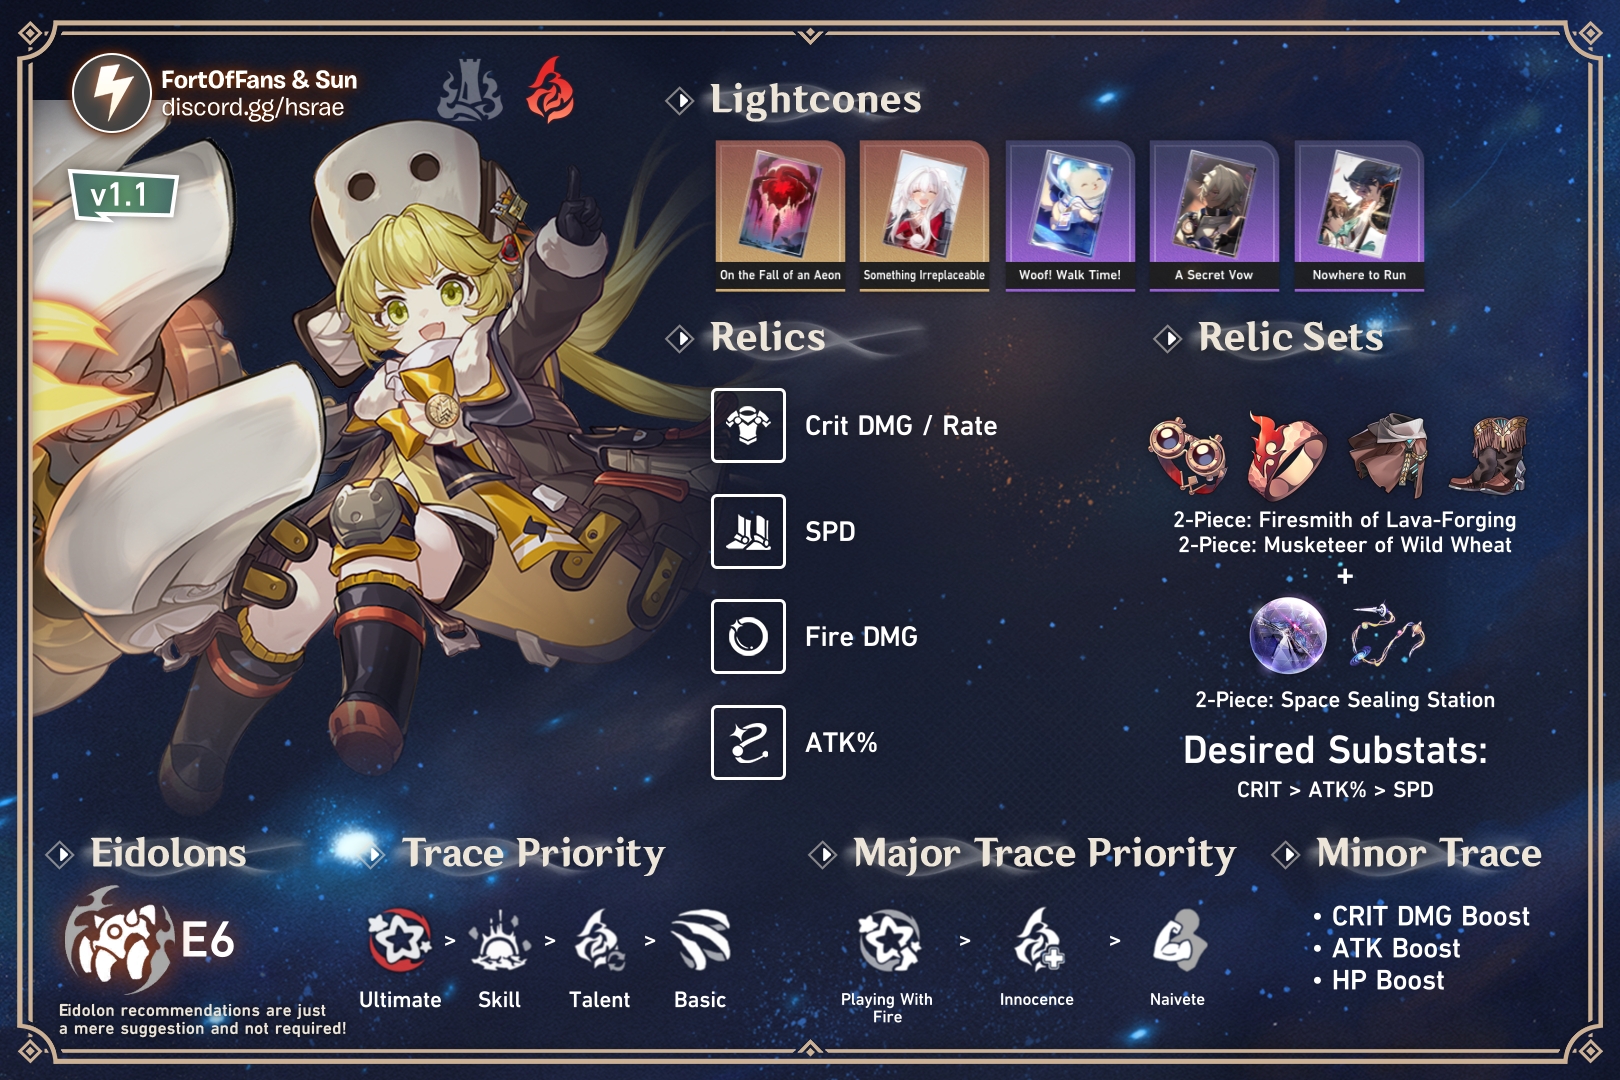 FortOfFans & Sun
discord.gg/hsrae
v1.1
Lightcones
On the Fall of an Aeon
Something Irreplaceable
Woof! Walk Time!
A Secret Vow
Nowhere to Run
Relics
Crit DMG / Rate
SPD
Fire DMG
ATK%
Relic Sets
2-Piece: Firesmith of Lava-Forging
2-Piece: Musketeer of Wild Wheat
+
2-Piece: Space Sealing Station
Desired Substats:
CRIT > ATK% > SPD
Eidolons
E6
Eidolon recommendations are just
a mere suggestion and not required!
Trace Priority
> > >
Ultimate Skill Talent Basic
Major Trace Priority
> >
Playing With
Fire
Innocence
Naivete
Minor Trace
• CRIT DMG Boost
• ATK Boost
• HP Boost